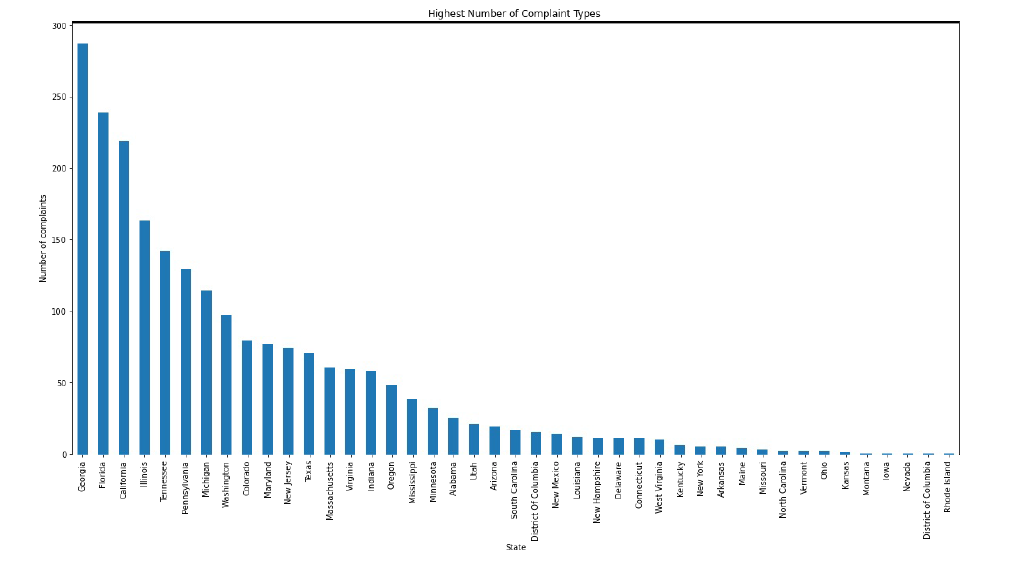 Highest Number of Complaint Types
300
250
200
150
100
50
0
Number of complaints
Georgia
Florida
California
Illinois
Tennessee
Pennsylvania
Michigan
Washington
Colorado
Maryland
New Jersey
Texas
Massachusetts
Virginia
Indiana
Oregon
Mississippi
Minnesota
Alabama
Utah
Arizona
South Carolina
District Of Columbia
New Mexico
Louisiana
New Hampshire
Delaware
Connecticut
West Virginia
Kentucky
New York
Arkansas
Maine
Missouri
North Carolina
Vermont
Ohio
Kansas
Montana
Iowa
Nevada
District of Columbia
Rhode Island
State